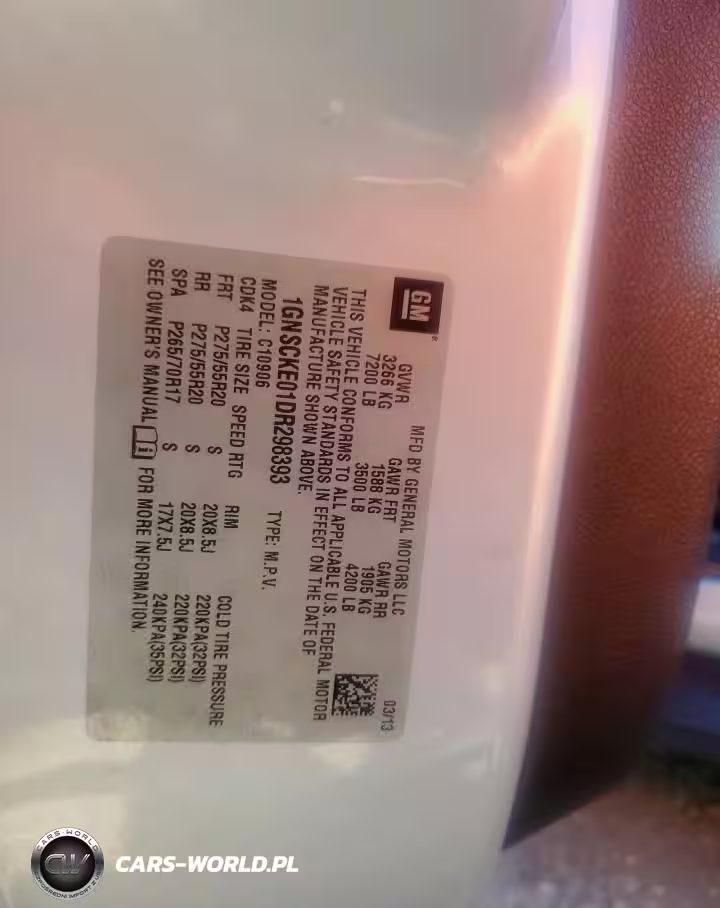 GM
MFD BY GENERAL MOTORS LLC 03/13
GVWR GAWR FRT GAWR RR
3266 KG 1588 KG 1905 KG
7200 LB 3500 LB 4200 LB
THIS VEHICLE CONFORMS TO ALL APPLICABLE U.S. FEDERAL MOTOR
VEHICLE SAFETY STANDARDS IN EFFECT ON THE DATE OF
MANUFACTURE SHOWN ABOVE.
1GNSCKE01DR298393 TYPE: M.P.V.
MODEL: C10906
CDK4 TIRE SIZE SPEED RTG RIM COLD TIRE PRESSURE
FRT P275/55R20 S 20X8.5J 220KPA(32PSI)
RR P275/55R20 S 20X8.5J 220KPA(32PSI)
SPA P265/70R17 S 17X7.5J 240KPA(35PSI)
SEE OWNER'S MANUAL FOR MORE INFORMATION.
CARS-WORLD
CW
CARS-WORLD.PL